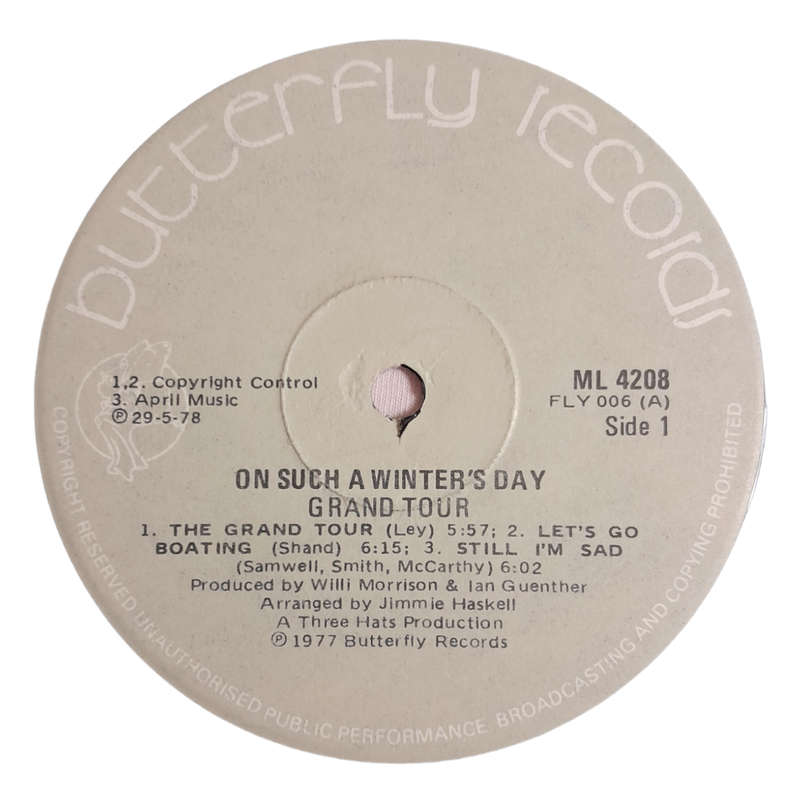 butterfly records
1,2. Copyright Control
3. April Music
℗ 29-5-78
ML 4208
FLY 006 (A)
Side 1
ON SUCH A WINTER'S DAY
GRAND TOUR
1. THE GRAND TOUR (Ley) 5:57; 2. LET'S GO
BOATING (Shand) 6:15; 3. STILL I'M SAD
(Samwell, Smith, McCarthy) 6:02
Produced by Willi Morrison & Ian Guenther
Arranged by Jimmie Haskell
A Three Hats Production
℗ 1977 Butterfly Records
COPYRIGHT RESERVED UNAUTHORISED PUBLIC PERFORMANCE. BROADCASTING AND COPYING PROHIBITED